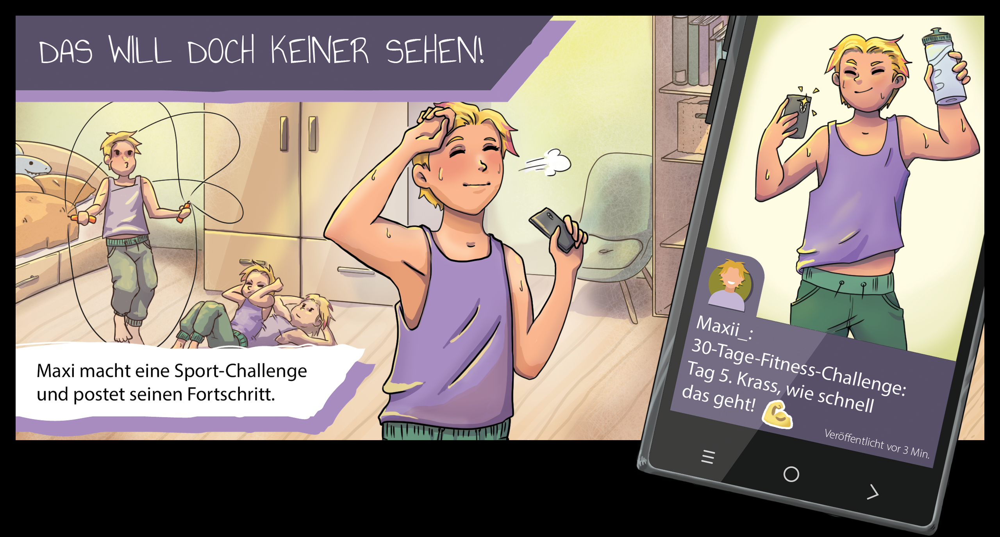 DAS WILL DOCH KEINER SEHEN!
Maxi macht eine Sport-Challenge
und postet seinen Fortschritt.
Maxii_:
30-Tage-Fitness-Challenge:
Tag 5. Krass, wie schnell
das geht! 💪
Veröffentlicht vor 3 Min.